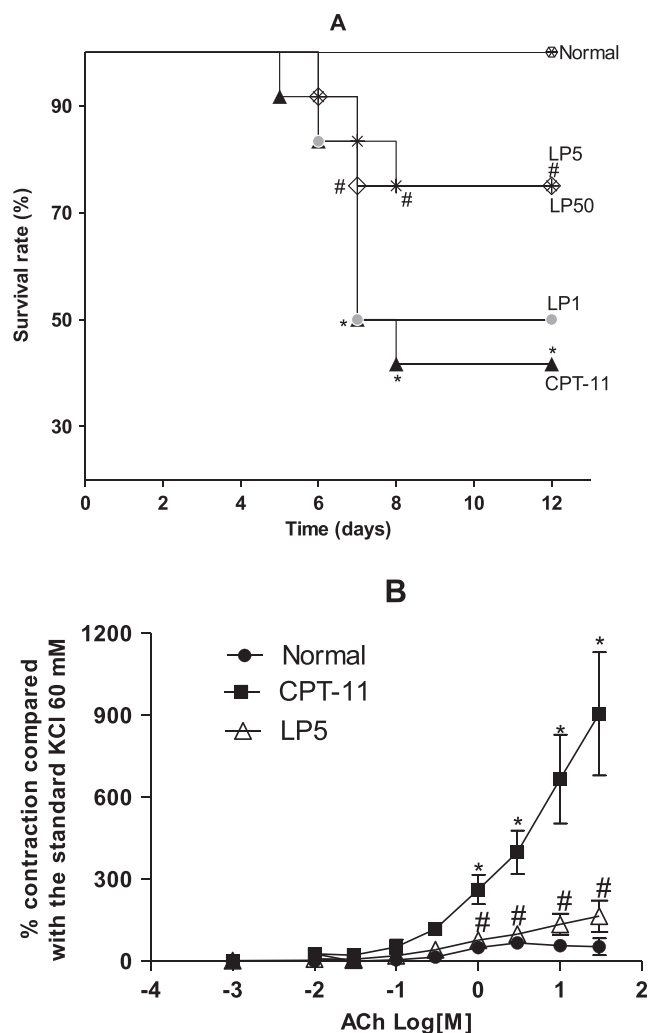 A
Survival rate (%)
90
70
50
30
Normal
LP5
#
LP50
#
#
LP1
*
*
*
CPT-11
0 2 4 6 8 10 12
Time (days)
B
% contraction compared
with the standard KCl 60 mM
1200
900
600
300
0
Normal
CPT-11
LP5
*
*
*
*
# # # #
-4 -3 -2 -1 0 1 2
ACh Log[M]